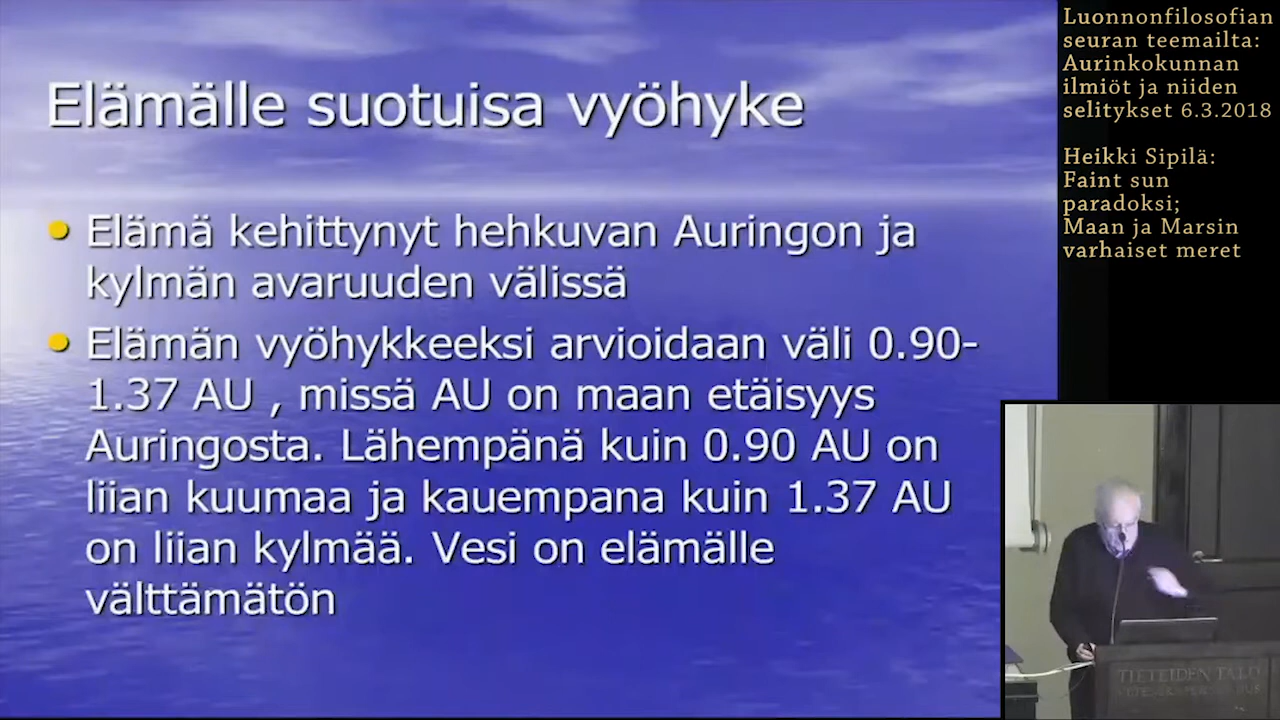 Elämälle suotuisa vyöhyke
Elämä kehittynyt hehkuvan Auringon ja
kylmän avaruuden välissä
Elämän vyöhykkeeksi arvioidaan väli 0.90-
1.37 AU , missä AU on maan etäisyys
Auringosta. Lähempänä kuin 0.90 AU on
liian kuumaa ja kauempana kuin 1.37 AU
on liian kylmää. Vesi on elämälle
välttämätön
Luonnonfilosofian
seuran teemailta:
Aurinkokunnan
ilmiöt ja niiden
selitykset 6.3.2018
Heikki Sipilä:
Faint sun
paradoksi;
Maan ja Marsin
varhaiset meret
TIETEIDEN TALO